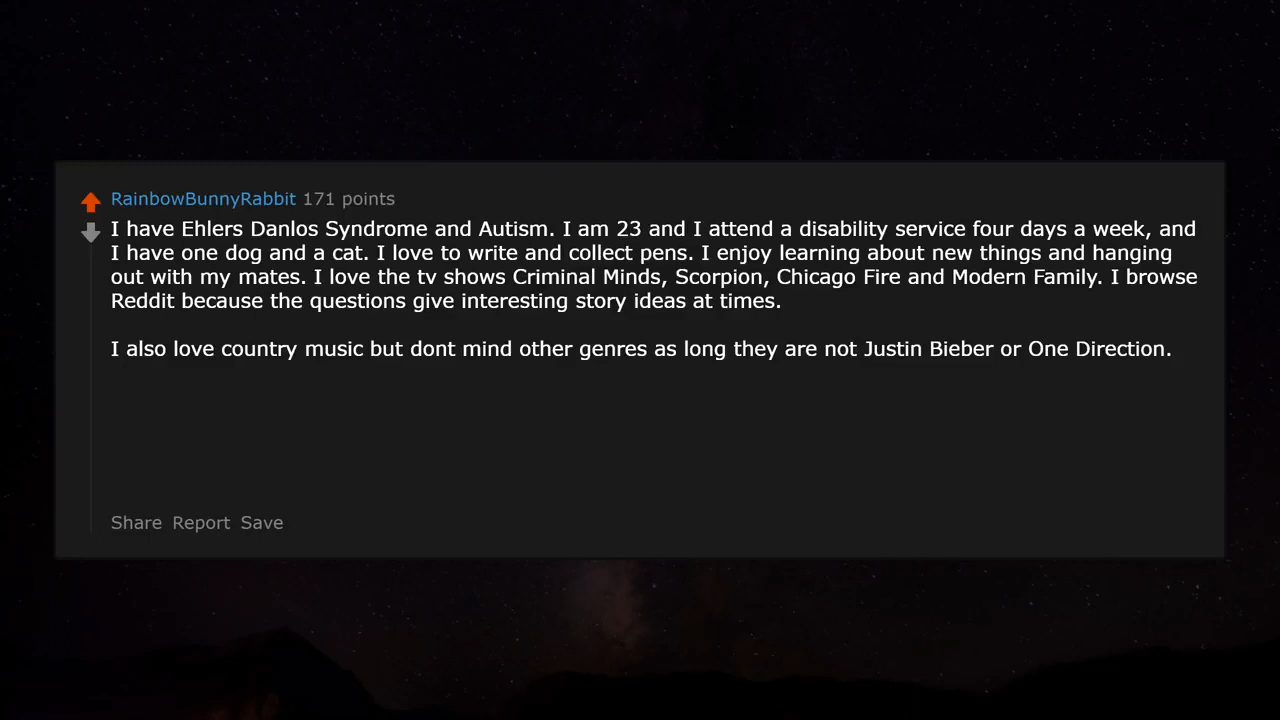 RainbowBunnyRabbit 171 points
I have Ehlers Danlos Syndrome and Autism. I am 23 and I attend a disability service four days a week, and
I have one dog and a cat. I love to write and collect pens. I enjoy learning about new things and hanging
out with my mates. I love the tv shows Criminal Minds, Scorpion, Chicago Fire and Modern Family. I browse
Reddit because the questions give interesting story ideas at times.
I also love country music but dont mind other genres as long they are not Justin Bieber or One Direction.
Share Report Save